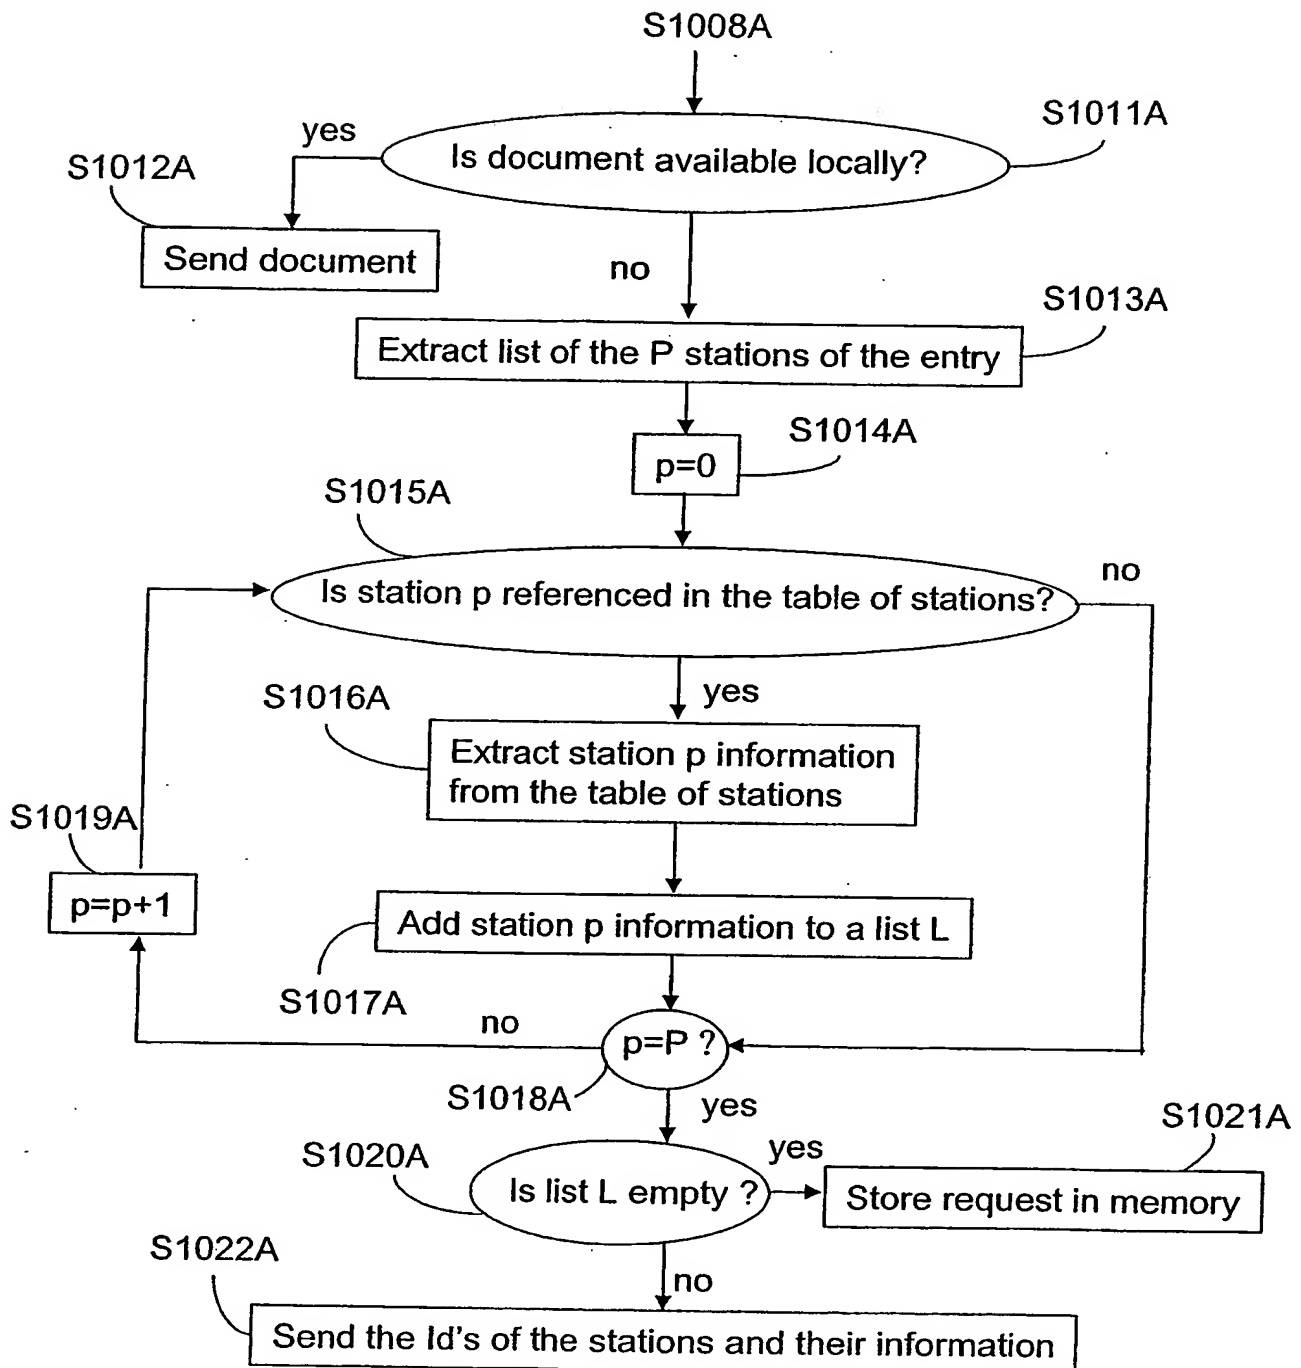 S1008A
S1011A
yes
Is document available locally?
S1012A
Send document
no
S1013A
Extract list of the P stations of the entry
S1014A
p=0
S1015A
no
Is station p referenced in the table of stations?
S1016A
yes
Extract station p information
from the table of stations
S1019A
p=p+1
Add station p information to a list L
S1017A
no
p=P ?
S1018A
yes
S1021A
S1020A
yes
Is list L empty ?
Store request in memory
S1022A
no
Send the Id's of the stations and their information